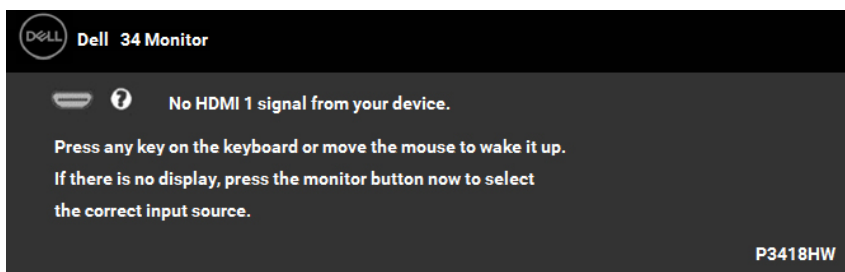 DELL Dell 34 Monitor
? No HDMI 1 signal from your device.
Press any key on the keyboard or move the mouse to wake it up.
If there is no display, press the monitor button now to select
the correct input source.
P3418HW